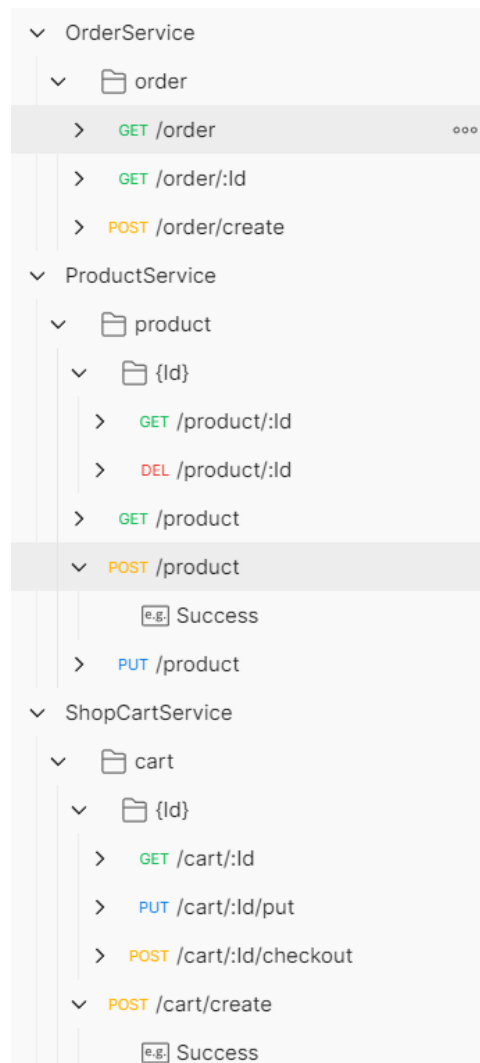 OrderService
order
GET /order
GET /order/:Id
POST /order/create
ProductService
product
{Id}
GET /product/:Id
DEL /product/:Id
GET /product
POST /product
e.g. Success
PUT /product
ShopCartService
cart
{Id}
GET /cart/:Id
PUT /cart/:Id/put
POST /cart/:Id/checkout
POST /cart/create
e.g. Success